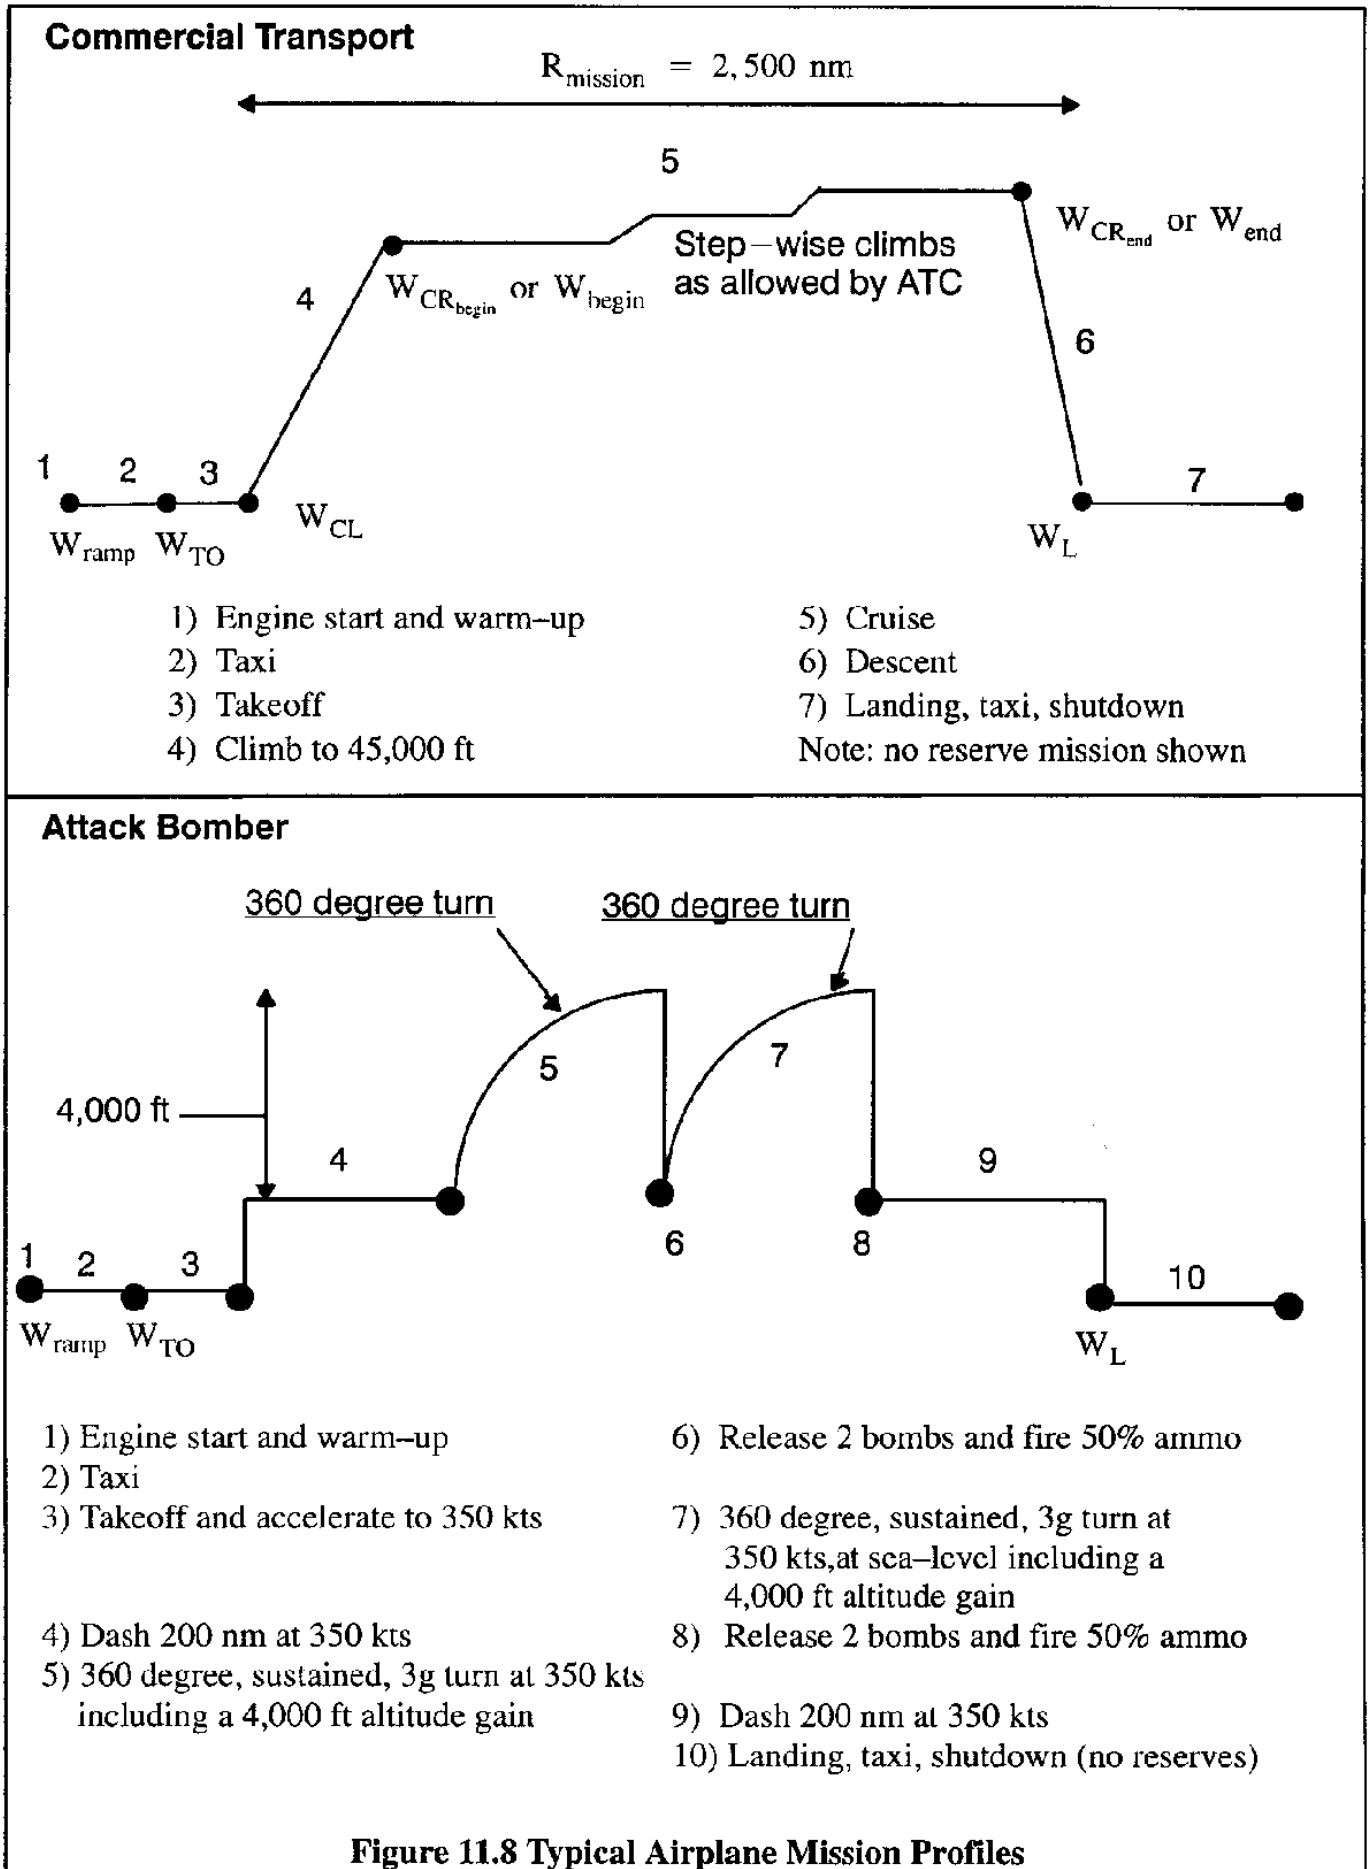 Commercial Transport
R_mission = 2,500 nm
5
W_CR_end or W_end
Step-wise climbs
as allowed by ATC
W_CR_begin or W_begin
4
6
1
2
3
7
W_CL
W_ramp W_TO
W_L
1) Engine start and warm-up
2) Taxi
3) Takeoff
4) Climb to 45,000 ft
5) Cruise
6) Descent
7) Landing, taxi, shutdown
Note: no reserve mission shown
Attack Bomber
360 degree turn
360 degree turn
5
7
4,000 ft
4
9
6
8
1
2
3
10
W_ramp W_TO
W_L
1) Engine start and warm-up
2) Taxi
3) Takeoff and accelerate to 350 kts
4) Dash 200 nm at 350 kts
5) 360 degree, sustained, 3g turn at 350 kts
including a 4,000 ft altitude gain
6) Release 2 bombs and fire 50% ammo
7) 360 degree, sustained, 3g turn at
350 kts,at sea-level including a
4,000 ft altitude gain
8) Release 2 bombs and fire 50% ammo
9) Dash 200 nm at 350 kts
10) Landing, taxi, shutdown (no reserves)
Figure 11.8 Typical Airplane Mission Profiles